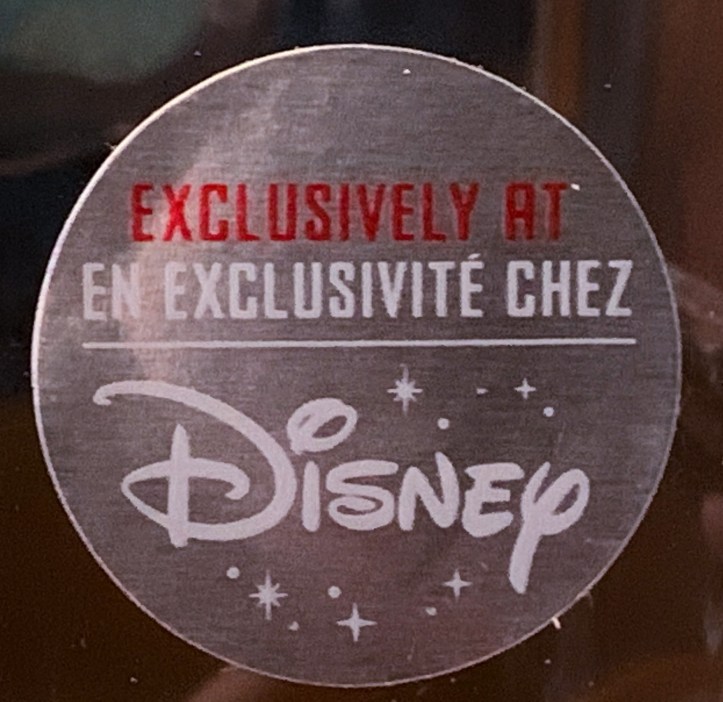 EXCLUSIVELY AT
EN EXCLUSIVITÉ CHEZ
Disney